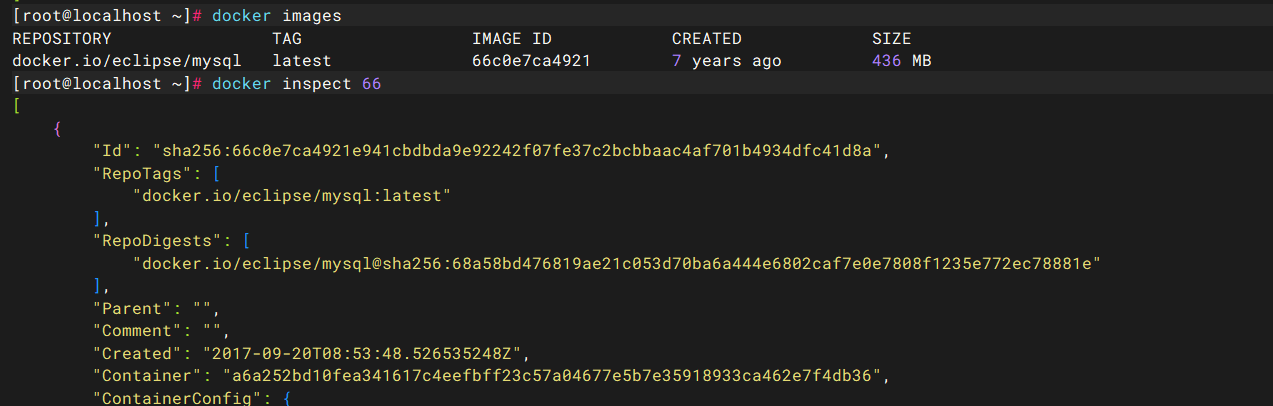 [root@localhost ~]# docker images
REPOSITORY TAG IMAGE ID CREATED SIZE
docker.io/eclipse/mysql latest 66c0e7ca4921 7 years ago 436 MB
[root@localhost ~]# docker inspect 66
[
{
"Id": "sha256:66c0e7ca4921e941cbdbda9e92242f07fe37c2bcbbaac4af701b4934dfc41d8a",
"RepoTags": [
"docker.io/eclipse/mysql:latest"
],
"RepoDigests": [
"docker.io/eclipse/mysql@sha256:68a58bd476819ae21c053d70ba6a444e6802caf7e0e7808f1235e772ec78881e"
],
"Parent": "",
"Comment": "",
"Created": "2017-09-20T08:53:48.526535248Z",
"Container": "a6a252bd10fea341617c4eefbff23c57a04677e5b7e35918933ca462e7f4db36",
"ContainerConfig": {